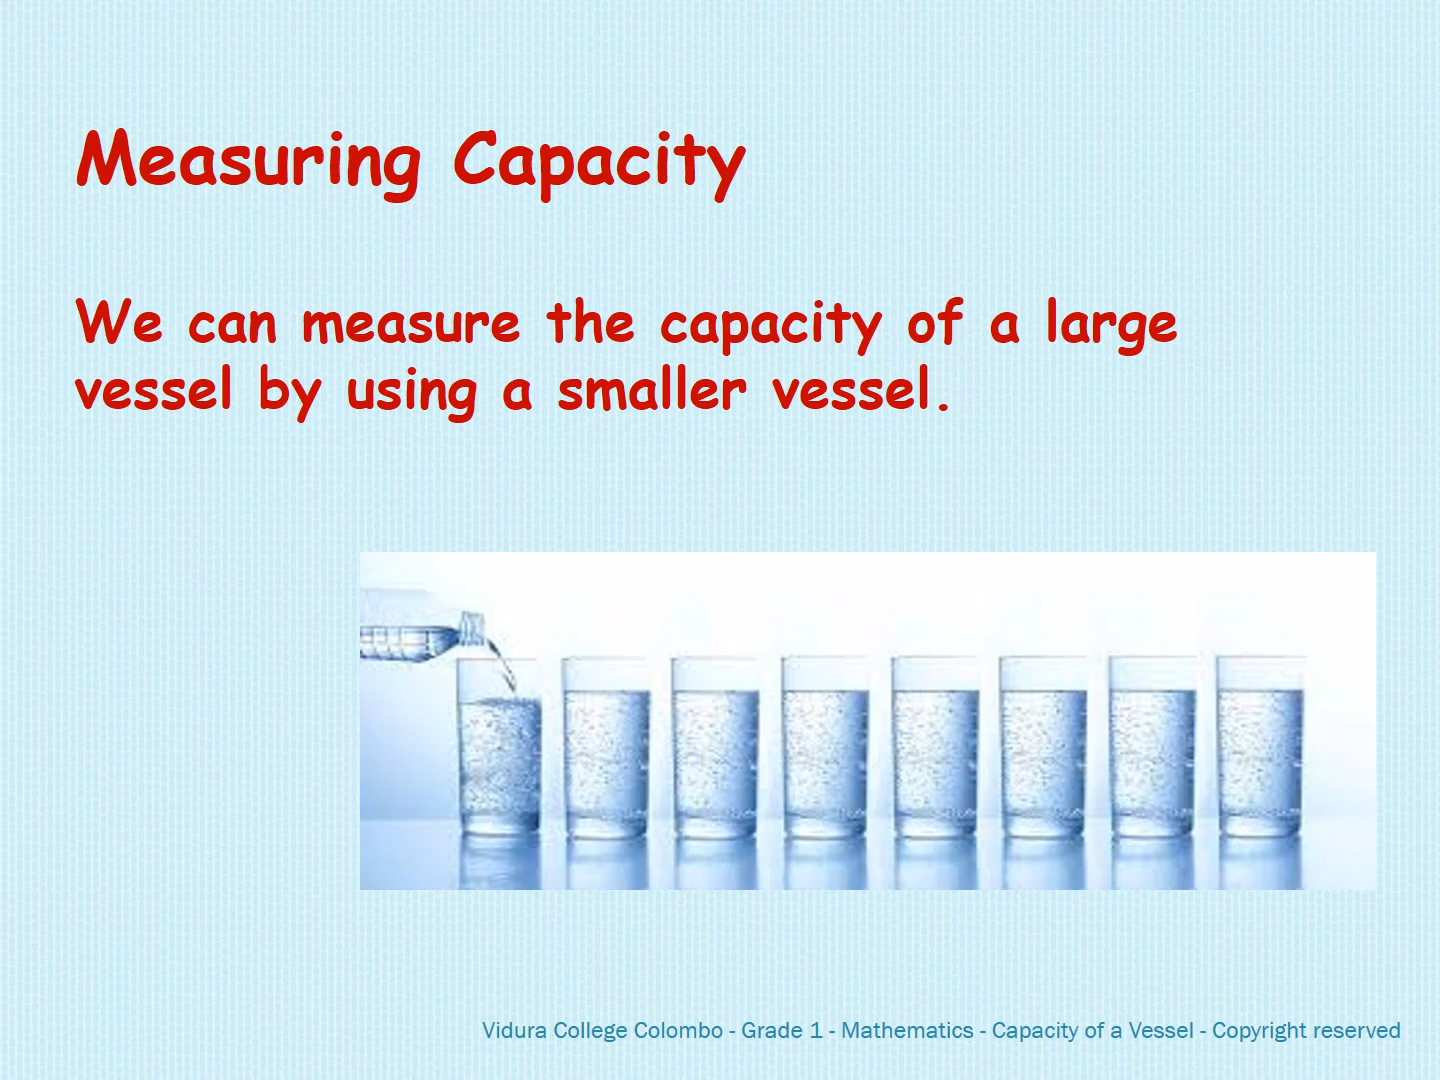 Measuring Capacity
We can measure the capacity of a large
vessel by using a smaller vessel.
Vidura College Colombo - Grade 1 - Mathematics - Capacity of a Vessel - Copyright reserved